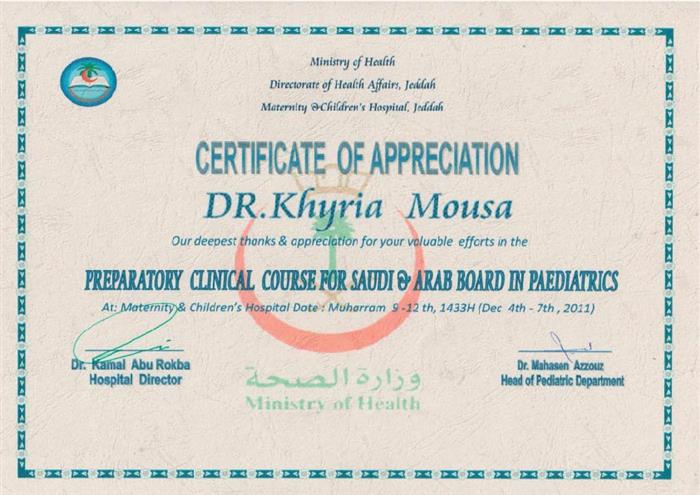 Ministry of Health
Directorate of Health Affairs, Jeddah
Maternity &Children's Hospital, Jeddah
CERTIFICATE OF APPRECIATION
DR.Khyria Mousa
Our deepest thanks & appreciation for your valuable efforts in the
PREPARATORY CLINICAL COURSE FOR SAUDI & ARAB BOARD IN PAEDIATRICS
At: Maternity & Children's Hospital Date : Muharram 9 -12 th, 1433H (Dec 4th - 7th , 2011)
Dr. Kamal Abu Rokba
Hospital Director
Dr. Mahasen Azzouz
Head of Pediatric Department
وزارة الصحة
Ministry of Health